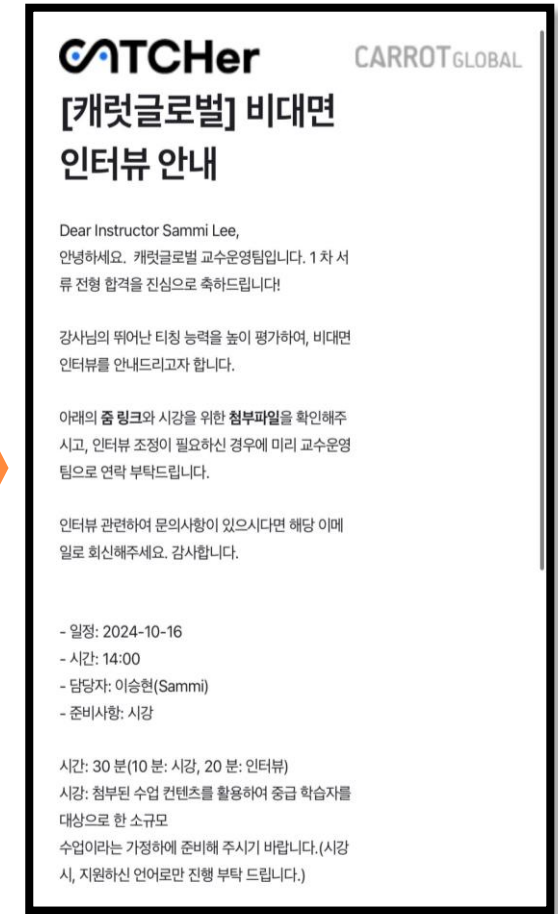 CATCHer
CARROT GLOBAL
[캐럿글로벌] 비대면
인터뷰 안내
Dear Instructor Sammi Lee,
안녕하세요. 캐럿글로벌 교수운영팀입니다. 1 차 서
류 전형 합격을 진심으로 축하드립니다!
강사님의 뛰어난 티칭 능력을 높이 평가하여, 비대면
인터뷰를 안내드리고자 합니다.
아래의 줌 링크와 시강을 위한 첨부파일을 확인해주
시고, 인터뷰 조정이 필요하신 경우에 미리 교수운영
팀으로 연락 부탁드립니다.
인터뷰 관련하여 문의사항이 있으시다면 해당 이메
일로 회신해주세요. 감사합니다.
- 일정: 2024-10-16
- 시간: 14:00
- 담당자: 이승현(Sammi)
- 준비사항: 시강
시간: 30 분(10 분: 시강, 20 분: 인터뷰)
시강: 첨부된 수업 컨텐츠를 활용하여 중급 학습자를
대상으로 한 소규모
수업이라는 가정하에 준비해 주시기 바랍니다.(시강
시, 지원하신 언어로만 진행 부탁 드립니다.)